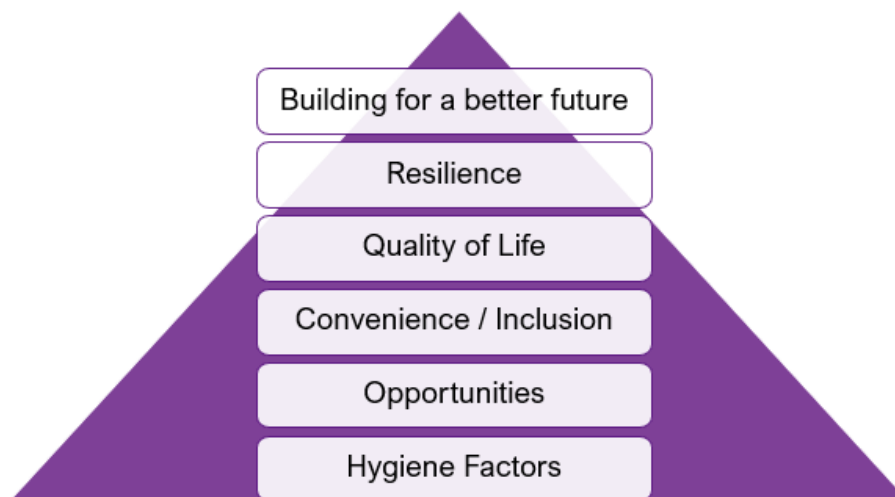 Building for a better future
Resilience
Quality of Life
Convenience / Inclusion
Opportunities
Hygiene Factors